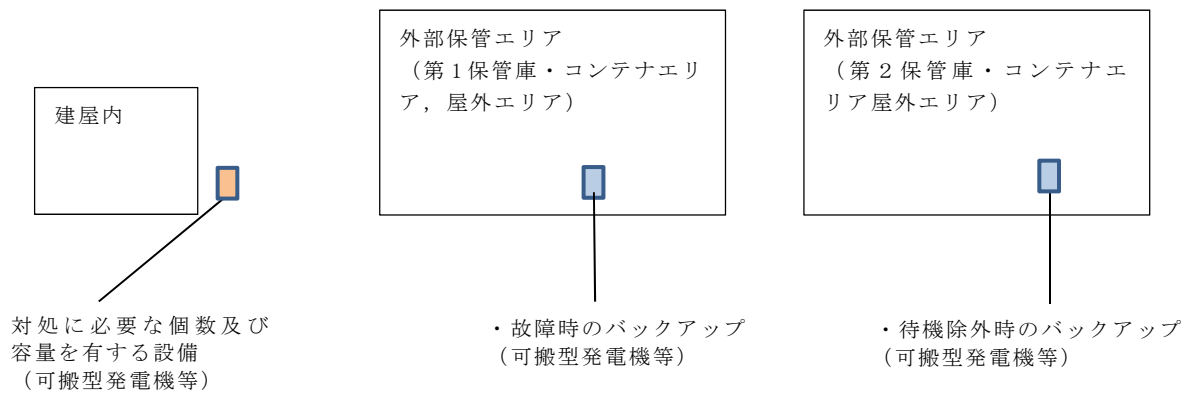 建屋内
対処に必要な個数及び
容量を有する設備
（可搬型発電機等）
外部保管エリア
（第１保管庫・コンテナエリ
ア，屋外エリア）
・故障時のバックアップ
（可搬型発電機等）
外部保管エリア
（第２保管庫・コンテナエ
リア屋外エリア）
・待機除外時のバックアップ
（可搬型発電機等）